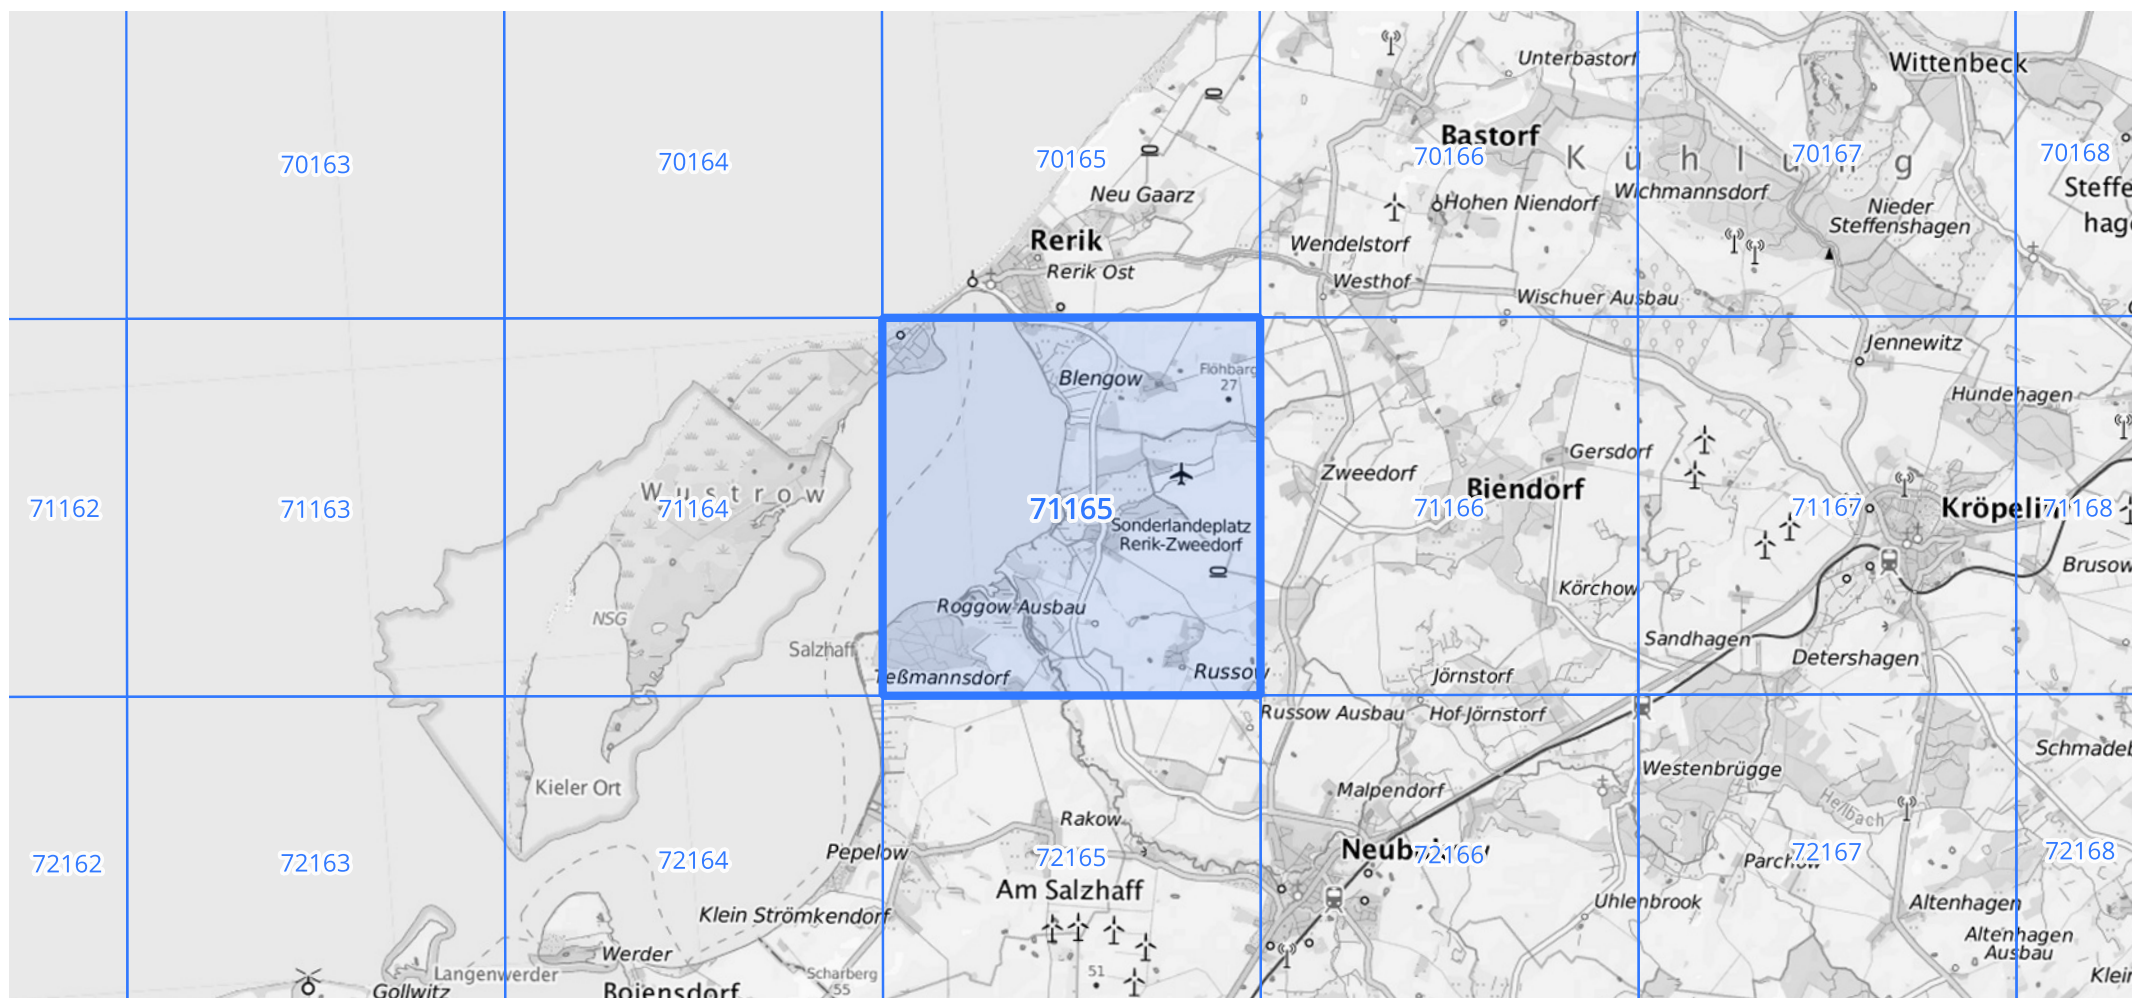 Wittenbeck
Unterbastorf
Bastorf
70163
70164
70165
70166
70167
70168
Kühlung
Neu Gaarz
Hohen Niendorf
Wichmannsdorf
Nieder
Steffenshagen
Steffe
hag
Rerik
Rerik Ost
Wendelstorf
Westhof
Wischuer Ausbau
Jennewitz
Blengow
Flöhbarg
27
Hundehagen
Gersdorf
Zweedorf
Biendorf
Wustrow
Kröpelin
71162
71163
71164
71165
71166
71167
71168
Sonderlandeplatz
Rerik-Zweedorf
Brusow
Körchow
Roggow Ausbau
NSG
Salzhaff
Sandhagen
Detershagen
Teßmannsdorf
Russow
Jörnstorf
Russow Ausbau
Hof Jörnstorf
Schmadeb
Westenbrügge
Kieler Ort
Malpendorf
Hellbach
Rakow
Pepelow
72162
72163
72164
72165
72166
72167
72168
Parchow
Am Salzhaff
Uhlenbrook
Altenhagen
Klein Strömkendorf
Altenhagen
Ausbau
Werder
Langenwerder
Scharberg
55
51
Klein
Gollwitz
Boiensdorf